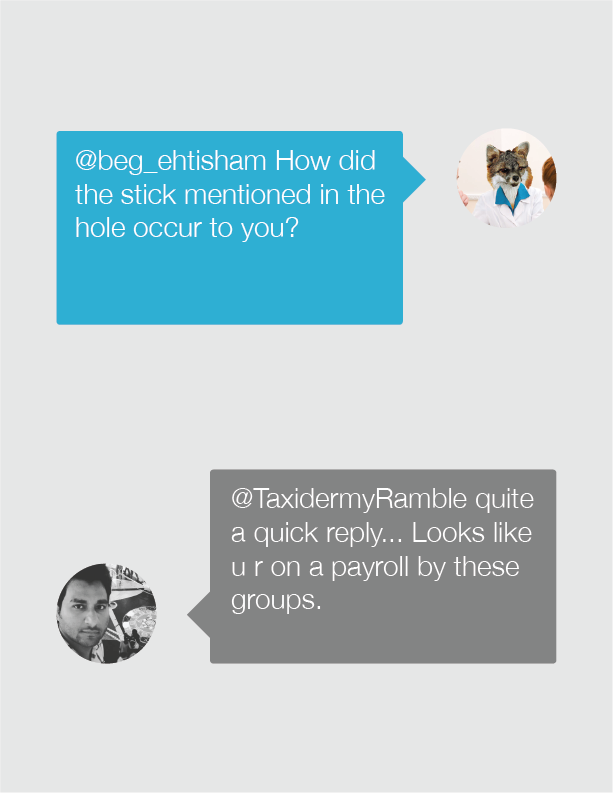 @beg_ehtisham How did
the stick mentioned in the
hole occur to you?
@TaxidermyRamble quite
a quick reply... Looks like
u r on a payroll by these
groups.